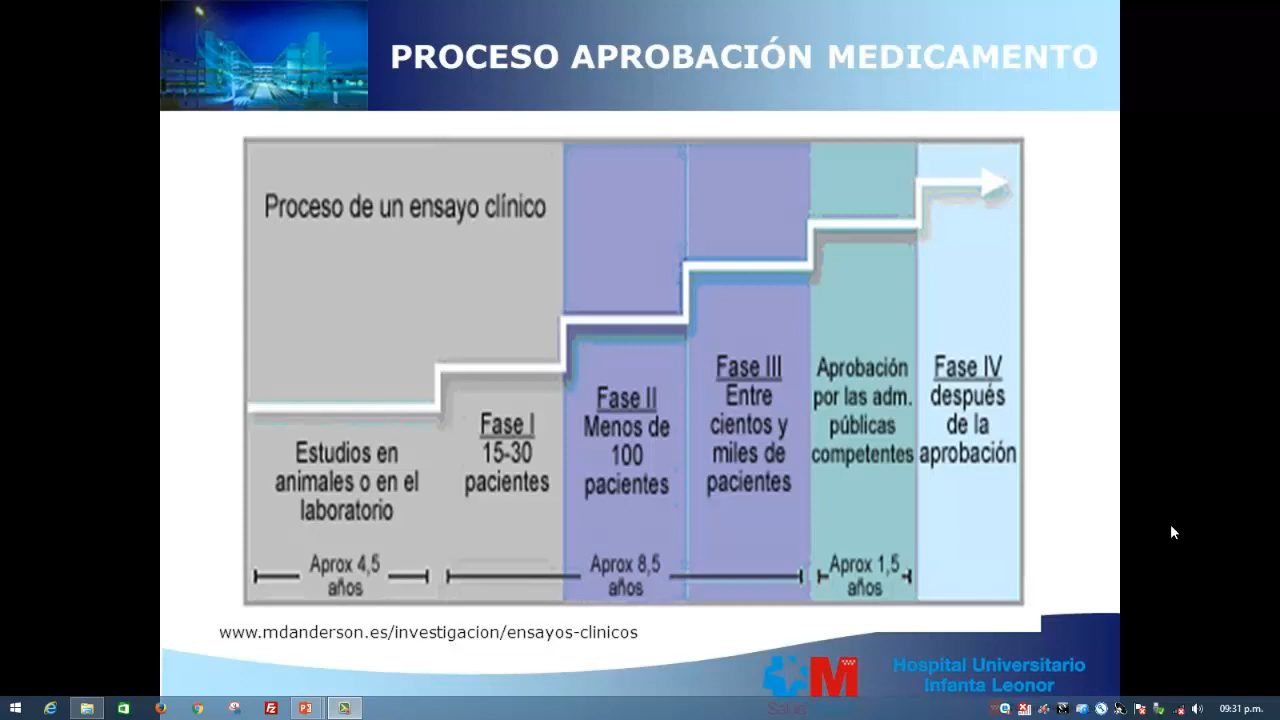 PROCESO APROBACIÓN MEDICAMENTO
Proceso de un ensayo clínico
Estudios en
animales o en el
laboratorio
Fase I
15-30
pacientes
Fase II
Menos de
100
pacientes
Fase III
Entre
cientos y
miles de
pacientes
Aprobación
por las adm.
públicas
competentes
Fase IV
después
de la
aprobación
Aprox 4,5
años
Aprox 8,5
años
Aprox 1,5
años
www.mdanderson.es/investigacion/ensayos-clinicos
M
Salud
Hospital Universitario
Infanta Leonor
09:31 p.m.